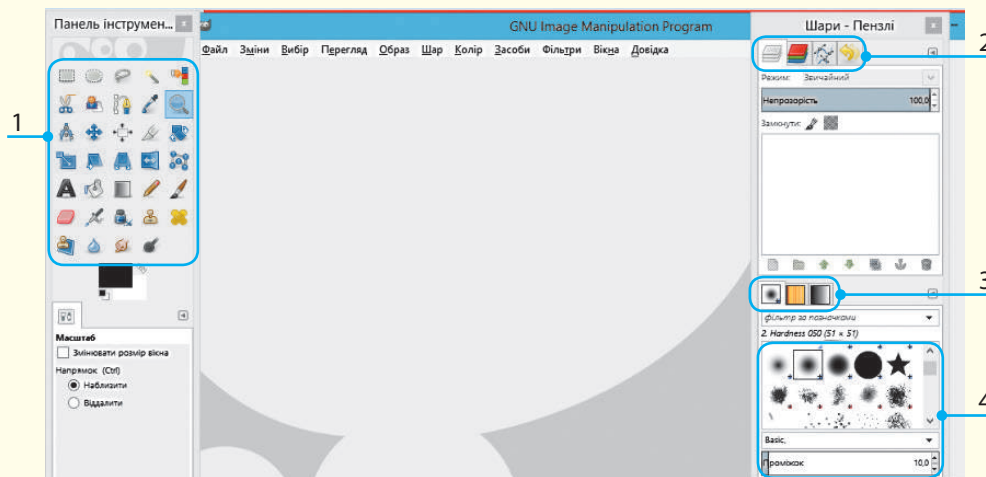 Панель інструмен...
GNU Image Manipulation Program
Шари - Пензлі
Файл Зміни Вибір Перегляд Образ Шар Колір Засоби Фільтри Вікна Довідка
1
2
Режим: Звичайний
Непрозорість 100,0
Замкнути:
3
фільтр за позначками
2. Hardness 050 (51 × 51)
4
Basic,
Проміжок 10,0
Масштаб
Змінювати розмір вікна
Напрямок (Ctrl)
Наблизити
Віддалити